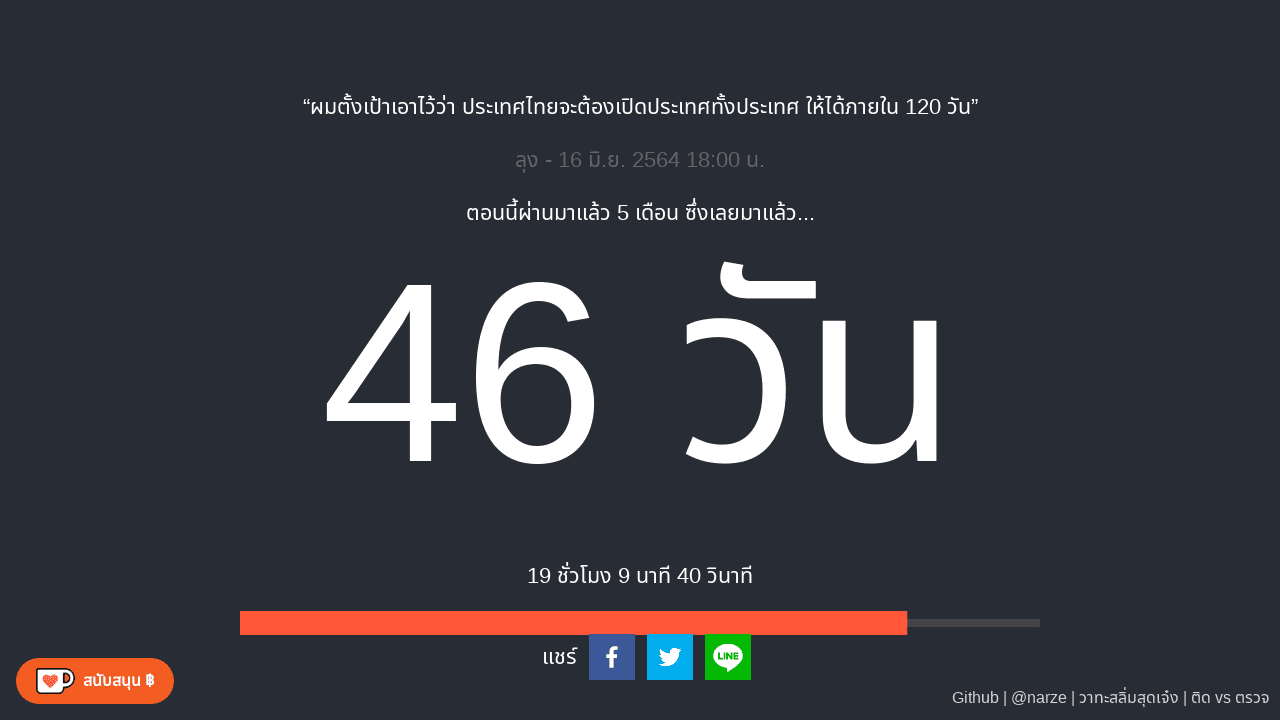 “ผมตั้งเป้าเอาไว้ว่า ประเทศไทยจะต้องเปิดประเทศทั้งประเทศ ให้ได้ภายใน 120 วัน”
ลุง - 16 มิ.ย. 2564 18:00 น.
ตอนนี้ผ่านมาแล้ว 5 เดือน ซึ่งเลยมาแล้ว...
46 วัน
19 ชั่วโมง 9 นาที 40 วินาที
แชร์
LINE
สนับสนุน ฿
Github | @narze | วาทะสลิ่มสุดเจ๋ง | ติด vs ตรวจ